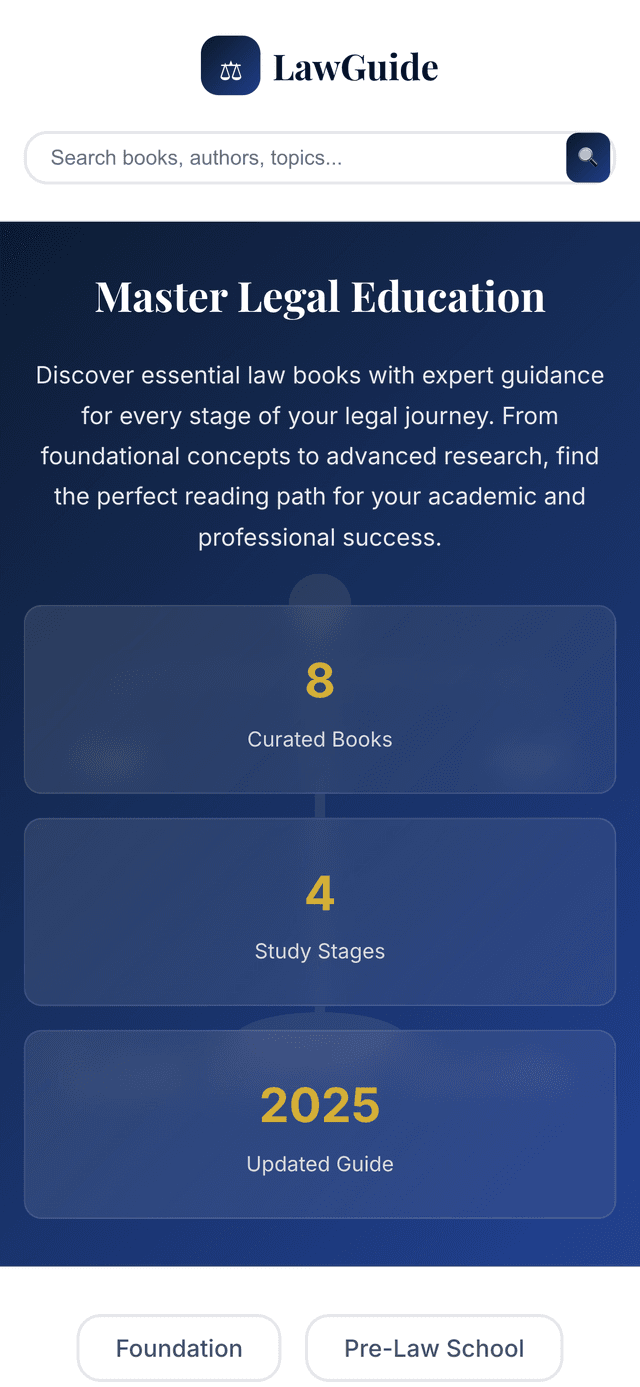 LawGuide
Search books, authors, topics...
Master Legal Education
Discover essential law books with expert guidance
for every stage of your legal journey. From
foundational concepts to advanced research, find
the perfect reading path for your academic and
professional success.
8
Curated Books
4
Study Stages
2025
Updated Guide
Foundation
Pre-Law School